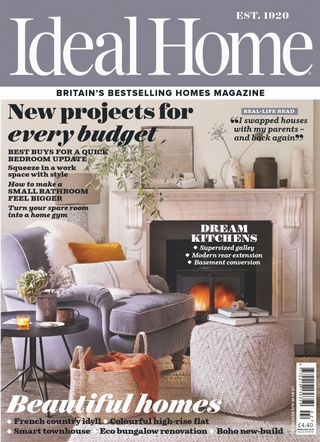 EST. 1920
Ideal Home
BRITAIN'S BESTSELLING HOMES MAGAZINE
New projects for
every budget
BEST BUYS FOR A QUICK
BEDROOM UPDATE
Squeeze in a work
space with style
How to make a
SMALL BATHROOM
FEEL BIGGER
Turn your spare room
into a home gym
REAL-LIFE READ
“I swapped houses
with my parents –
and back again”
DREAM
KITCHENS
◆ Supersized galley
◆ Modern rear extension
◆ Basement conversion
Beautiful homes
◆ French country idyll ◆ Colourful high-rise flat
◆ Smart townhouse ◆ Eco bungalow renovation ◆ Boho new-build
£4.40